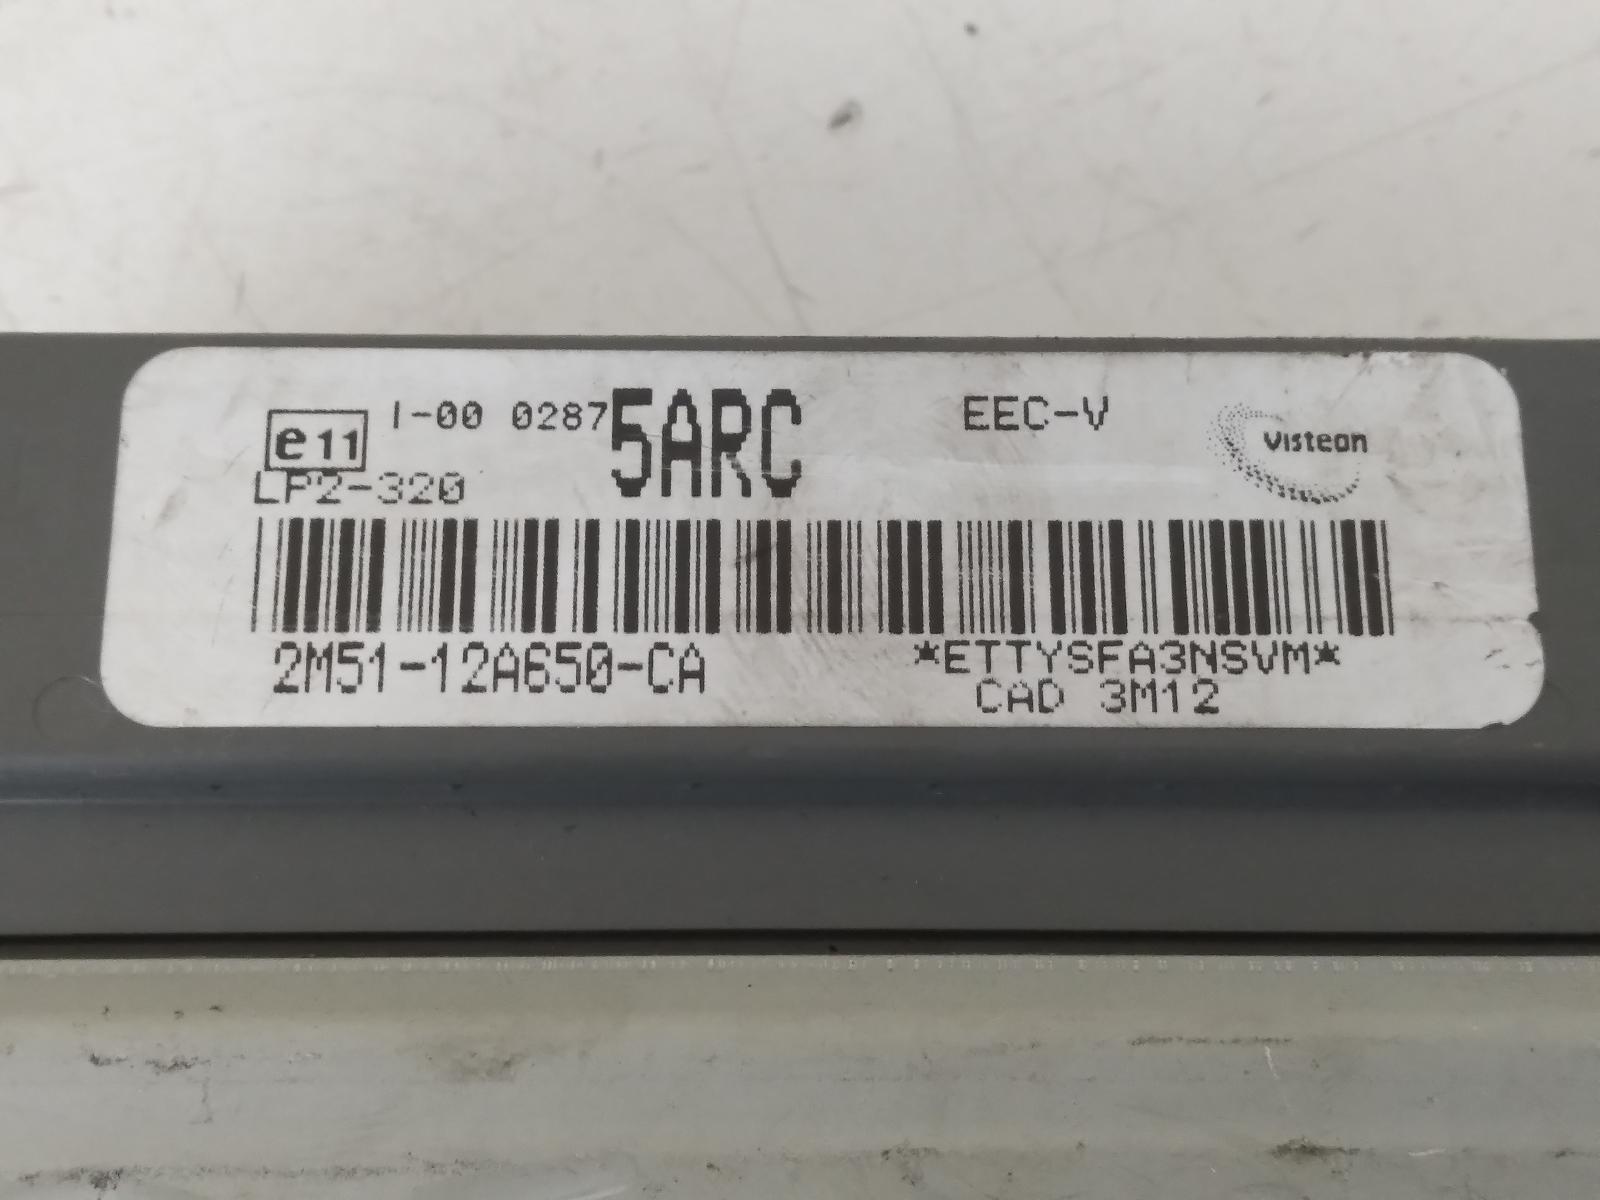 e11 I-00 0287 5ARC EEC-V Visteon
LP2-320
2M51-12A650-CA *ETTYSFA3NSVM*
CAD 3M12